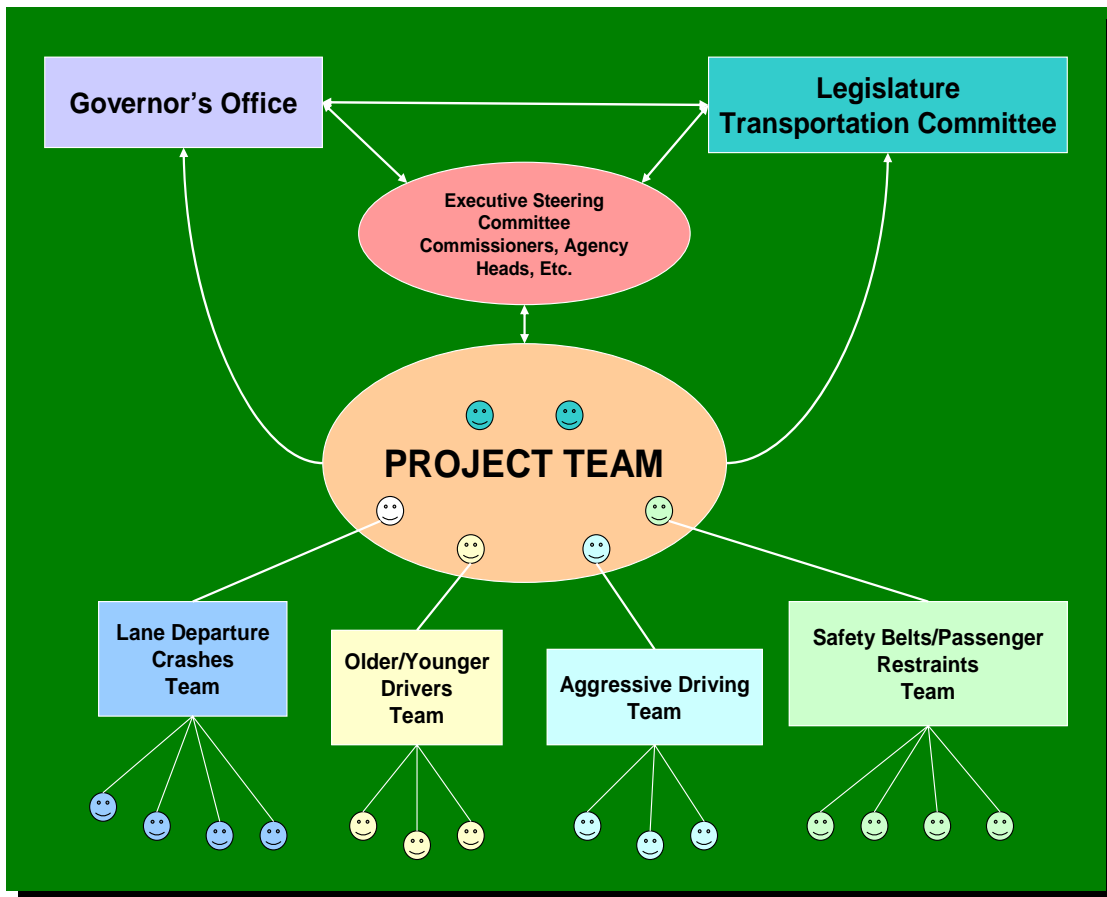 Governor’s Office
Legislature
Transportation Committee
Executive Steering
Committee
Commissioners, Agency
Heads, Etc.
PROJECT TEAM
Lane Departure
Crashes
Team
Older/Younger
Drivers
Team
Aggressive Driving
Team
Safety Belts/Passenger
Restraints
Team